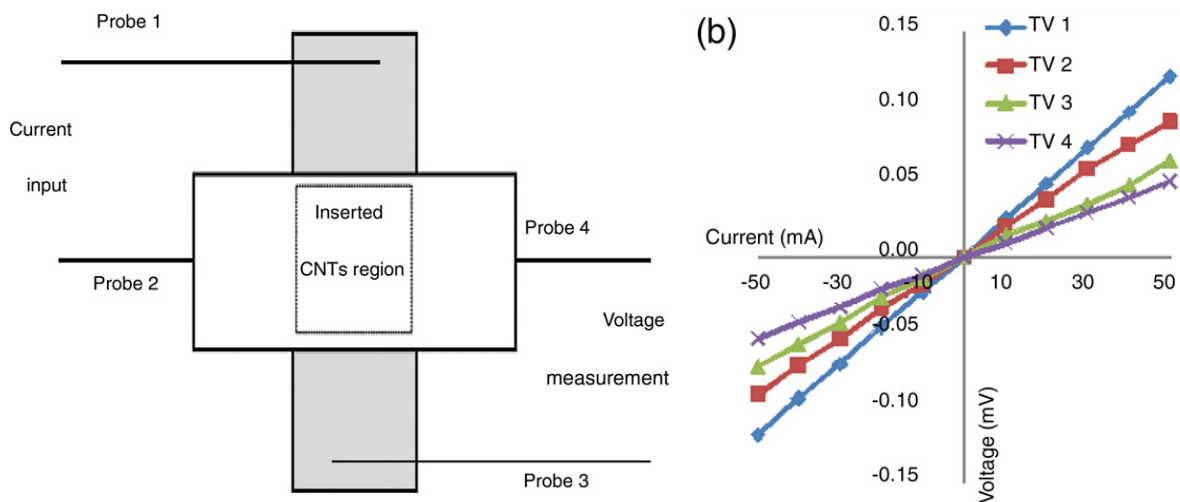 Probe 1
Current
input
Inserted
CNTs region
Probe 4
Probe 2
Voltage
measurement
Probe 3
(b)
0.15
0.10
0.05
0.00
-0.05
-0.10
-0.15
TV 1
TV 2
TV 3
TV 4
Current (mA)
-50
-30
-10
10
30
50
Voltage (mV)